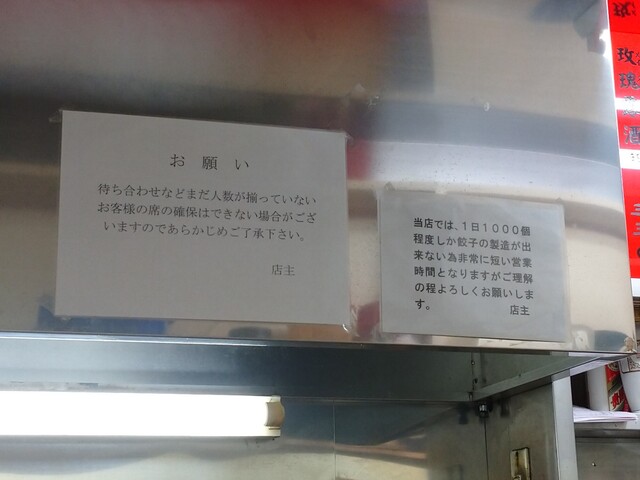 お願い
待ち合わせなどまだ人数が揃っていない
お客様の席の確保はできない場合がござ
いますのであらかじめご了承下さい。
店主
当店では、1日1000個
程度しか餃子の製造が出
来ない為非常に短い営業
時間となりますがご理解
の程よろしくお願いしま
す。 店主
玫
瑰
酒